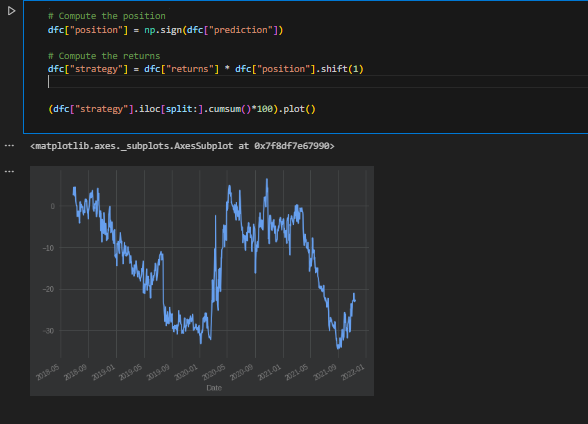 # Compute the position
dfc["position"] = np.sign(dfc["prediction"])
# Compute the returns
dfc["strategy"] = dfc["returns"] * dfc["position"].shift(1)
(dfc["strategy"].iloc[split:].cumsum()*100).plot()
<matplotlib.axes._subplots.AxesSubplot at 0x7f8df7e67990>
0
-10
-20
-30
2018-05 2018-09 2019-01 2019-05 2019-09 2020-01 2020-05 2020-09 2021-01 2021-05 2021-09 2022-01
Date